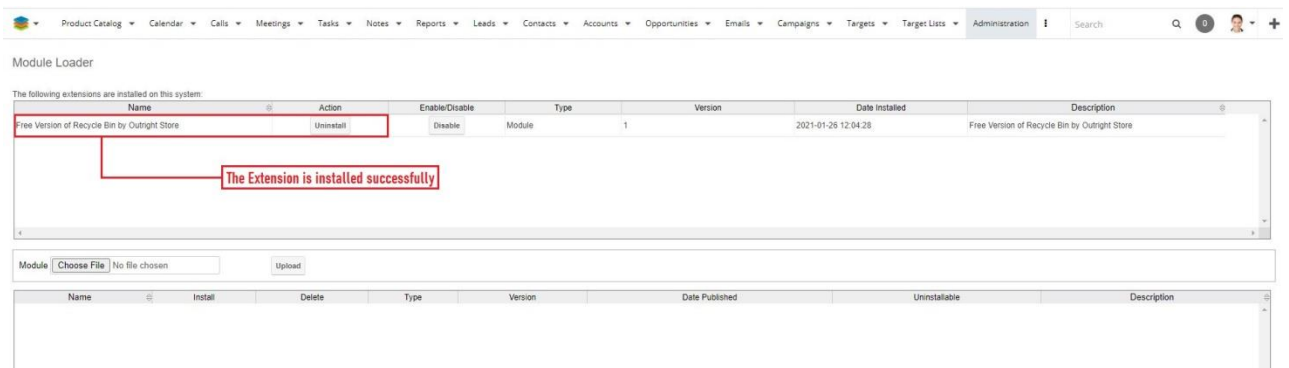 Product Catalog Calendar Calls Meetings Tasks Notes Reports Leads Contacts Accounts Opportunities Emails Campaigns Targets Target Lists Administration Search 0
Module Loader
The following extensions are installed on this system:
Name Action Enable/Disable Type Version Date Installed Description
Free Version of Recycle Bin by Outright Store Uninstall Disable Module 1 2021-01-26 12:04:28 Free Version of Recycle Bin by Outright Store
The Extension is installed successfully
Module Choose File No file chosen Upload
Name Install Delete Type Version Date Published Uninstallable Description